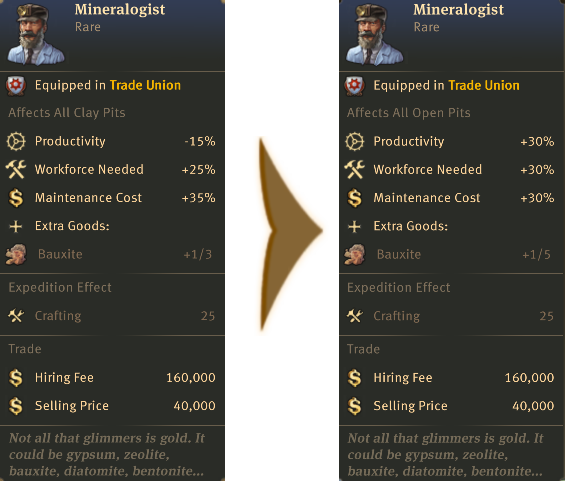 Mineralogist
Rare
Equipped in Trade Union
Affects All Clay Pits
Productivity -15%
Workforce Needed +25%
Maintenance Cost +35%
Extra Goods:
Bauxite +1/3
Expedition Effect
Crafting 25
Trade
Hiring Fee 160,000
Selling Price 40,000
Not all that glimmers is gold. It
could be gypsum, zeolite,
bauxite, diatomite, bentonite...
Mineralogist
Rare
Equipped in Trade Union
Affects All Open Pits
Productivity +30%
Workforce Needed +30%
Maintenance Cost +30%
Extra Goods:
Bauxite +1/5
Expedition Effect
Crafting 25
Trade
Hiring Fee 160,000
Selling Price 40,000
Not all that glimmers is gold. It
could be gypsum, zeolite,
bauxite, diatomite, bentonite...